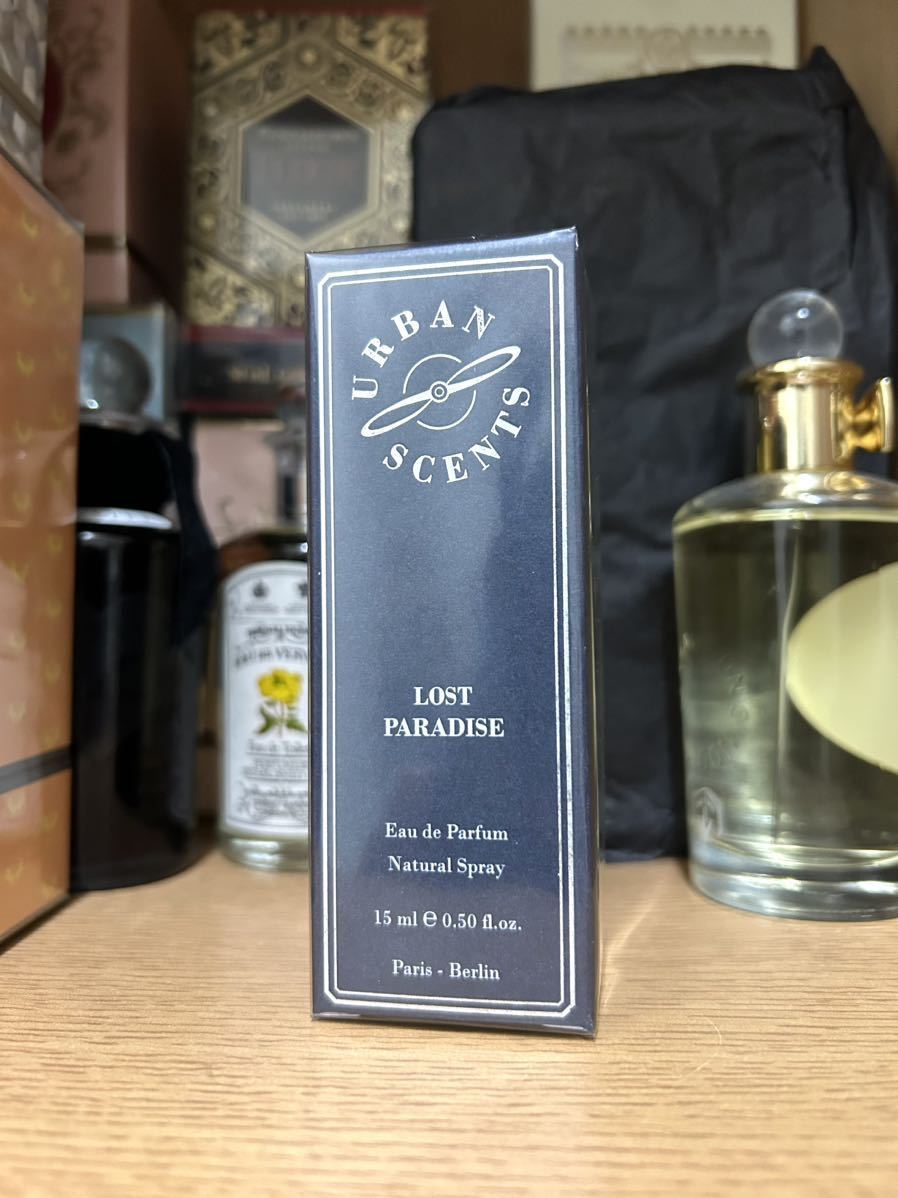 URBAN
SCENTS
LOST
PARADISE
Eau de Parfum
Natural Spray
15 ml ℮ 0.50 fl.oz.
Paris - Berlin